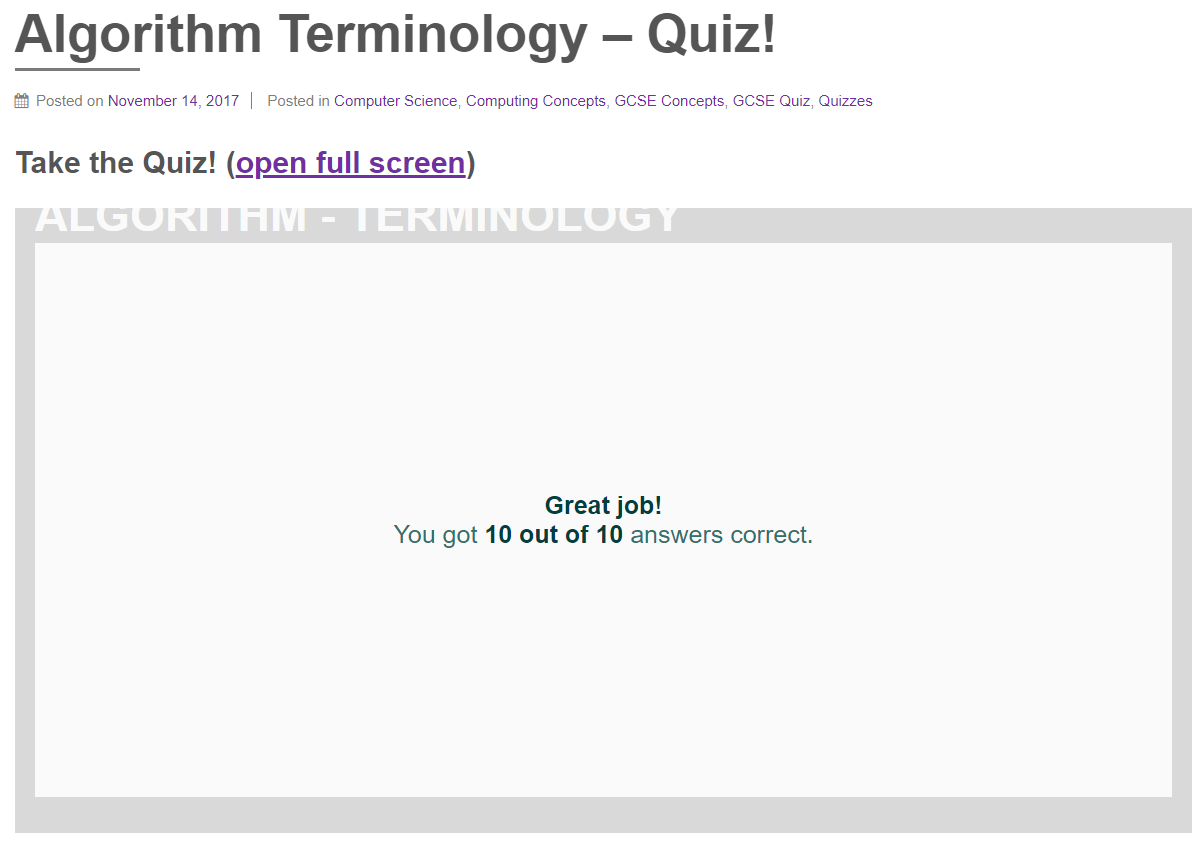 Algorithm Terminology – Quiz!
Posted on November 14, 2017 | Posted in Computer Science, Computing Concepts, GCSE Concepts, GCSE Quiz, Quizzes
Take the Quiz! (open full screen)
ALGORITHM - TERMINOLOGY
Great job!
You got 10 out of 10 answers correct.